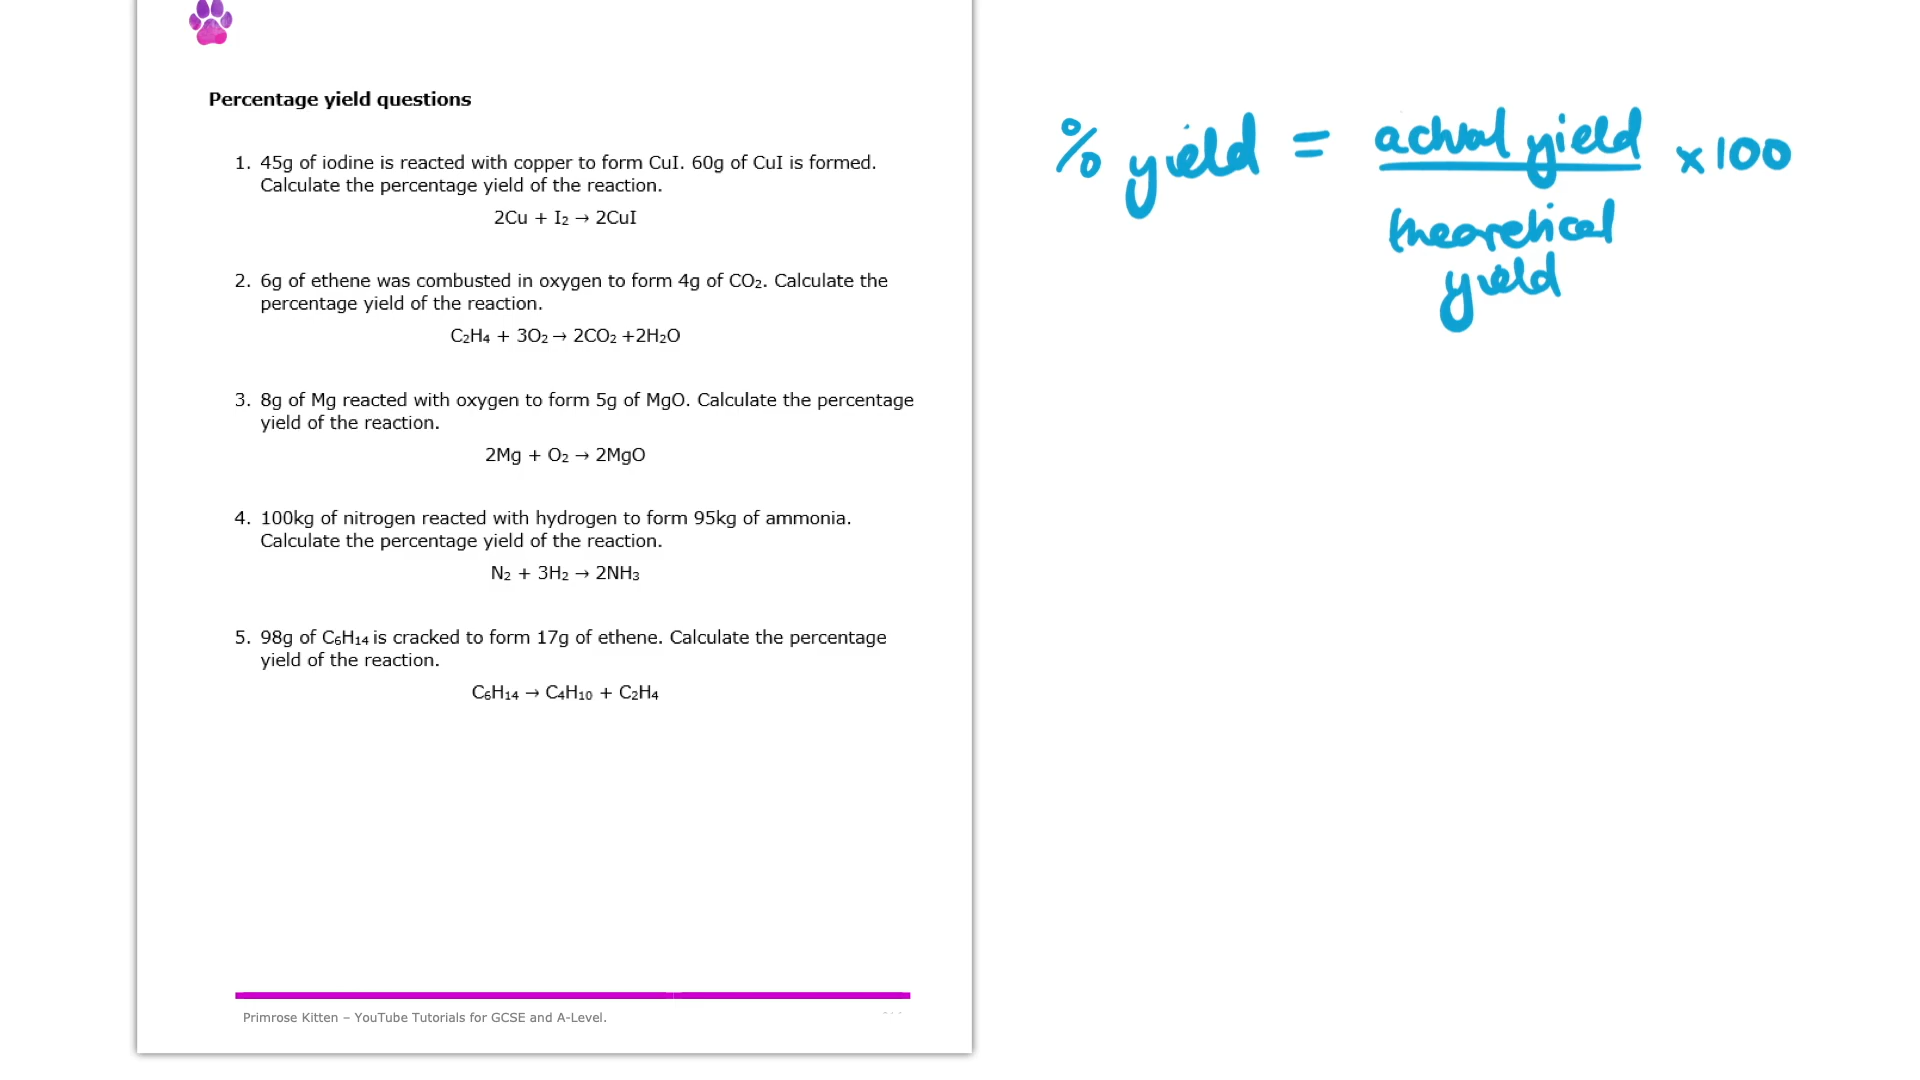 Percentage yield questions
1. 45g of iodine is reacted with copper to form CuI. 60g of CuI is formed.
Calculate the percentage yield of the reaction.
2Cu + I₂ → 2CuI
2. 6g of ethene was combusted in oxygen to form 4g of CO₂. Calculate the
percentage yield of the reaction.
C₂H₄ + 3O₂ → 2CO₂ +2H₂O
3. 8g of Mg reacted with oxygen to form 5g of MgO. Calculate the percentage
yield of the reaction.
2Mg + O₂ → 2MgO
4. 100kg of nitrogen reacted with hydrogen to form 95kg of ammonia.
Calculate the percentage yield of the reaction.
N₂ + 3H₂ → 2NH₃
5. 98g of C₆H₁₄ is cracked to form 17g of ethene. Calculate the percentage
yield of the reaction.
C₆H₁₄ → C₄H₁₀ + C₂H₄
Primrose Kitten – YouTube Tutorials for GCSE and A-Level.
% yield = actual yield x 100
theoretical
yield